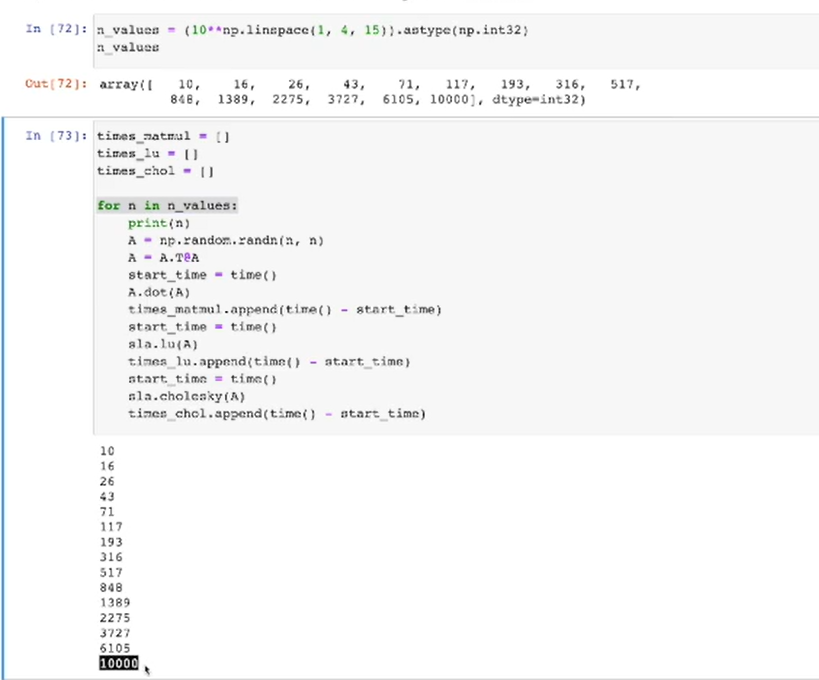 In [72]: n_values = (10**np.linspace(1, 4, 15)).astype(np.int32)
n_values
Out[72]: array([   10,    16,    26,    43,    71,   117,   193,   316,   517,
848,  1389,  2275,  3727,  6105, 10000], dtype=int32)
In [73]: times_matmul = []
times_lu = []
times_chol = []
for n in n_values:
    print(n)
    A = np.random.randn(n, n)
    A = A.T@A
    start_time = time()
    A.dot(A)
    times_matmul.append(time() - start_time)
    start_time = time()
    sla.lu(A)
    times_lu.append(time() - start_time)
    start_time = time()
    sla.cholesky(A)
    times_chol.append(time() - start_time)
10
16
26
43
71
117
193
316
517
848
1389
2275
3727
6105
10000